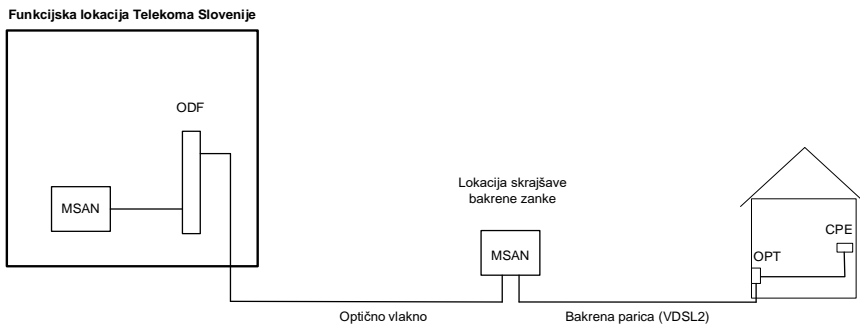 Funkcijska lokacija Telekoma Slovenije
ODF
MSAN
Lokacija skrajšave
bakrene zanke
MSAN
CPE
OPT
Optično vlakno
Bakrena parica (VDSL2)